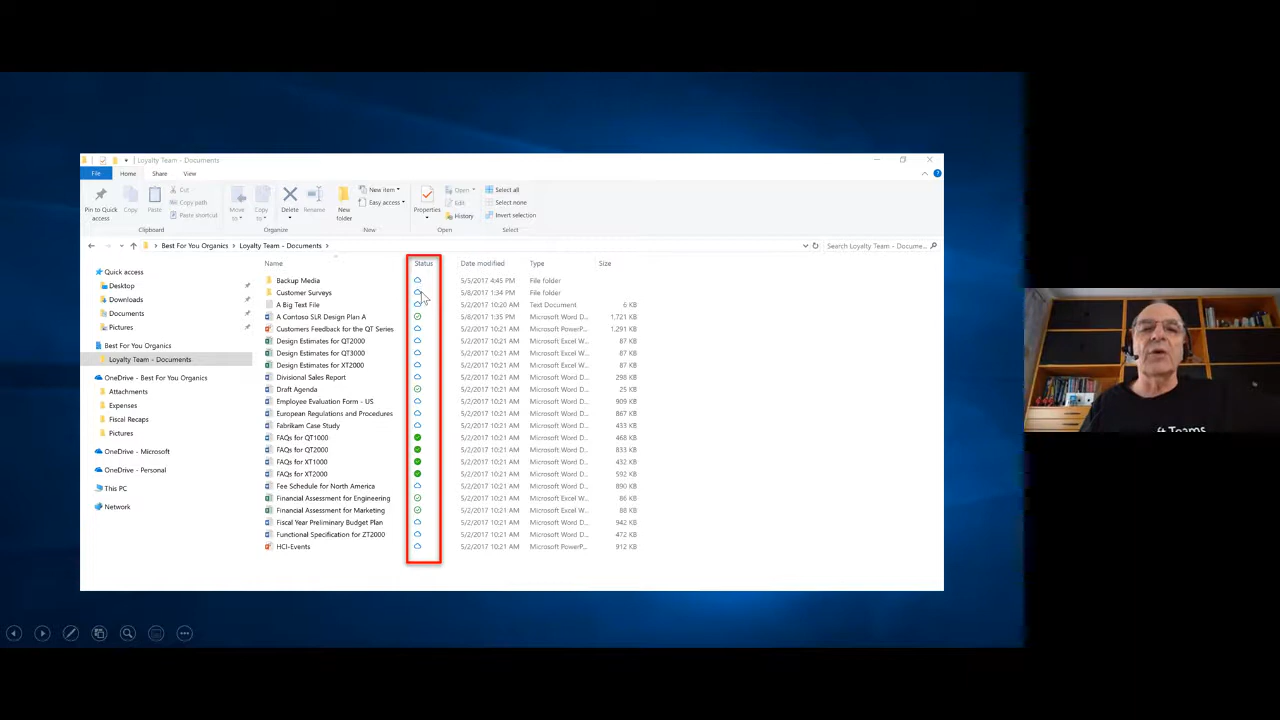 Loyalty Team - Documents
File Home Share View
Pin to Quick access
Copy
Paste
Cut
Copy path
Paste shortcut
Move to
Copy to
Delete
Rename
New folder
New item
Easy access
Properties
Open
Edit
History
Select all
Select none
Invert selection
Clipboard Organize New Open Select
Best For You Organics > Loyalty Team - Documents >
Search Loyalty Team - Docume...
Quick access
Desktop
Downloads
Documents
Pictures
Best For You Organics
Loyalty Team - Documents
OneDrive - Best For You Organics
Attachments
Expenses
Fiscal Recaps
Pictures
OneDrive - Microsoft
OneDrive - Personal
This PC
Network
Name Status Date modified Type Size
Backup Media 5/5/2017 4:45 PM File folder
Customer Surveys 5/8/2017 1:34 PM File folder
A Big Text File 5/2/2017 10:20 AM Text Document 6 KB
A Contoso SLR Design Plan A 5/8/2017 1:35 PM Microsoft Word D... 1,721 KB
Customers Feedback for the QT Series 5/2/2017 10:21 AM Microsoft PowerP... 1,291 KB
Design Estimates for QT2000 5/2/2017 10:21 AM Microsoft Excel W... 87 KB
Design Estimates for QT3000 5/2/2017 10:21 AM Microsoft Excel W... 87 KB
Design Estimates for XT2000 5/2/2017 10:21 AM Microsoft Excel W... 87 KB
Divisional Sales Report 5/2/2017 10:21 AM Microsoft Word D... 298 KB
Draft Agenda 5/2/2017 10:21 AM Microsoft Word D... 25 KB
Employee Evaluation Form - US 5/2/2017 10:21 AM Microsoft Word D... 909 KB
European Regulations and Procedures 5/2/2017 10:21 AM Microsoft Word D... 867 KB
Fabrikam Case Study 5/2/2017 10:21 AM Microsoft Word D... 433 KB
FAQs for QT1000 5/2/2017 10:21 AM Microsoft Word D... 468 KB
FAQs for QT2000 5/2/2017 10:21 AM Microsoft Word D... 833 KB
FAQs for XT1000 5/2/2017 10:21 AM Microsoft Word D... 432 KB
FAQs for XT2000 5/2/2017 10:21 AM Microsoft Word D... 592 KB
Fee Schedule for North America 5/2/2017 10:21 AM Microsoft Word D... 890 KB
Financial Assessment for Engineering 5/2/2017 10:21 AM Microsoft Excel W... 86 KB
Financial Assessment for Marketing 5/2/2017 10:21 AM Microsoft Excel W... 88 KB
Fiscal Year Preliminary Budget Plan 5/2/2017 10:21 AM Microsoft Word D... 942 KB
Functional Specification for ZT2000 5/2/2017 10:21 AM Microsoft Word D... 472 KB
HCI-Events 5/2/2017 10:21 AM Microsoft PowerP... 912 KB
Teams